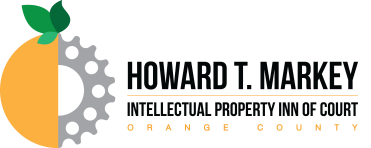 HOWARD T. MARKEY
INTELLECTUAL PROPERTY INN OF COURT
ORANGE COUNTY